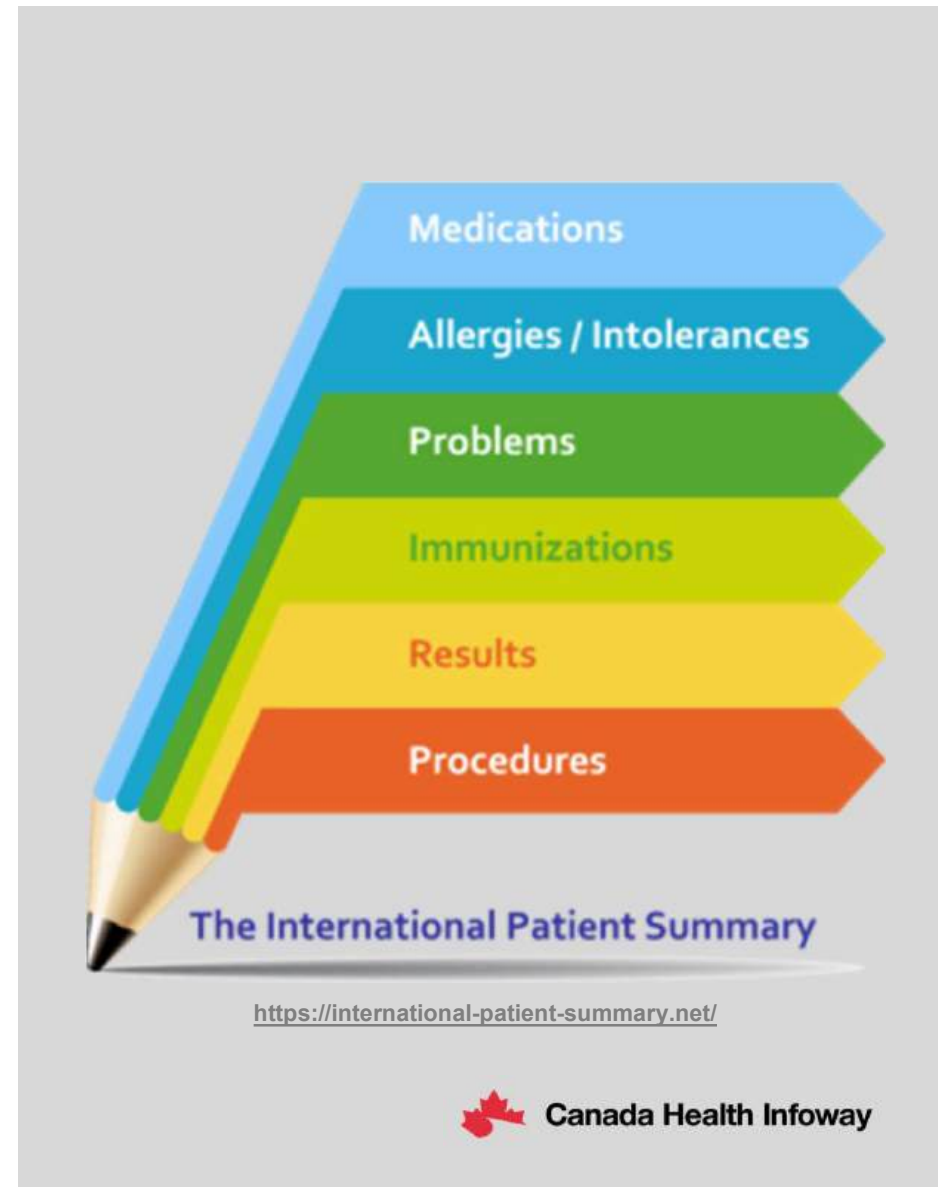 Medications
Allergies / Intolerances
Problems
Immunizations
Results
Procedures
The International Patient Summary
https://international-patient-summary.net/
Canada Health Infoway